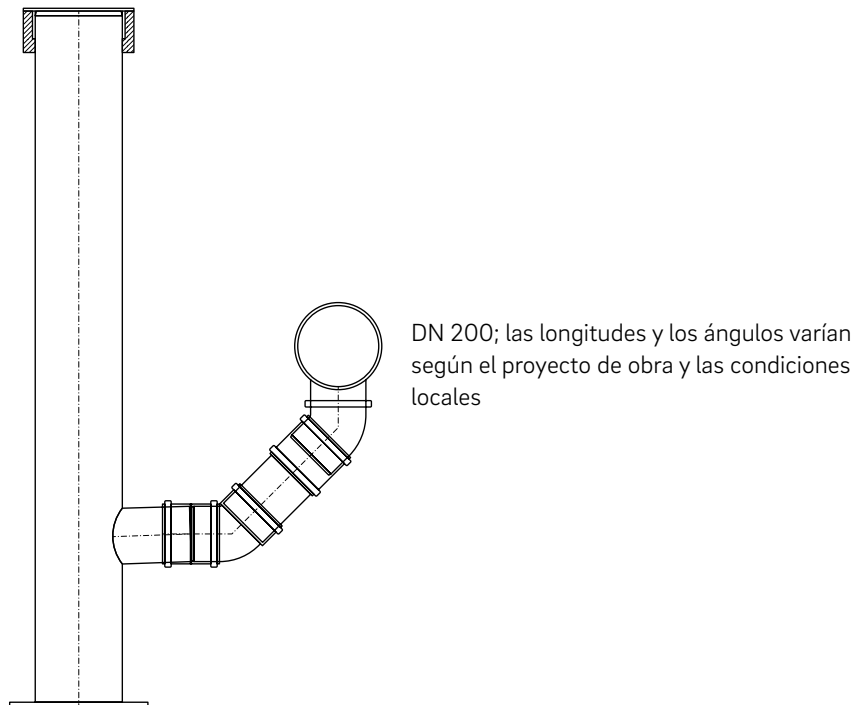 DN 200; las longitudes y los ángulos varían
según el proyecto de obra y las condiciones
locales